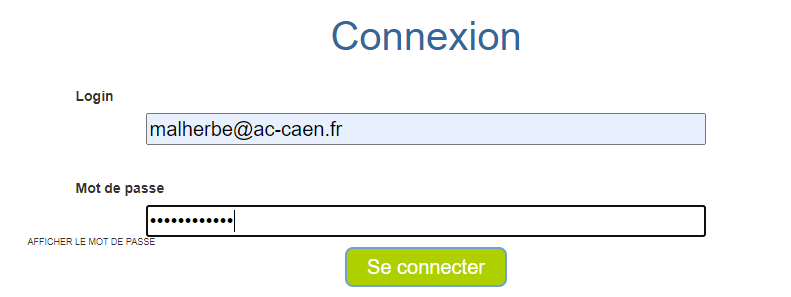 Connexion
Login
malherbe@ac-caen.fr
Mot de passe
••••••••••••
AFFICHER LE MOT DE PASSE
Se connecter